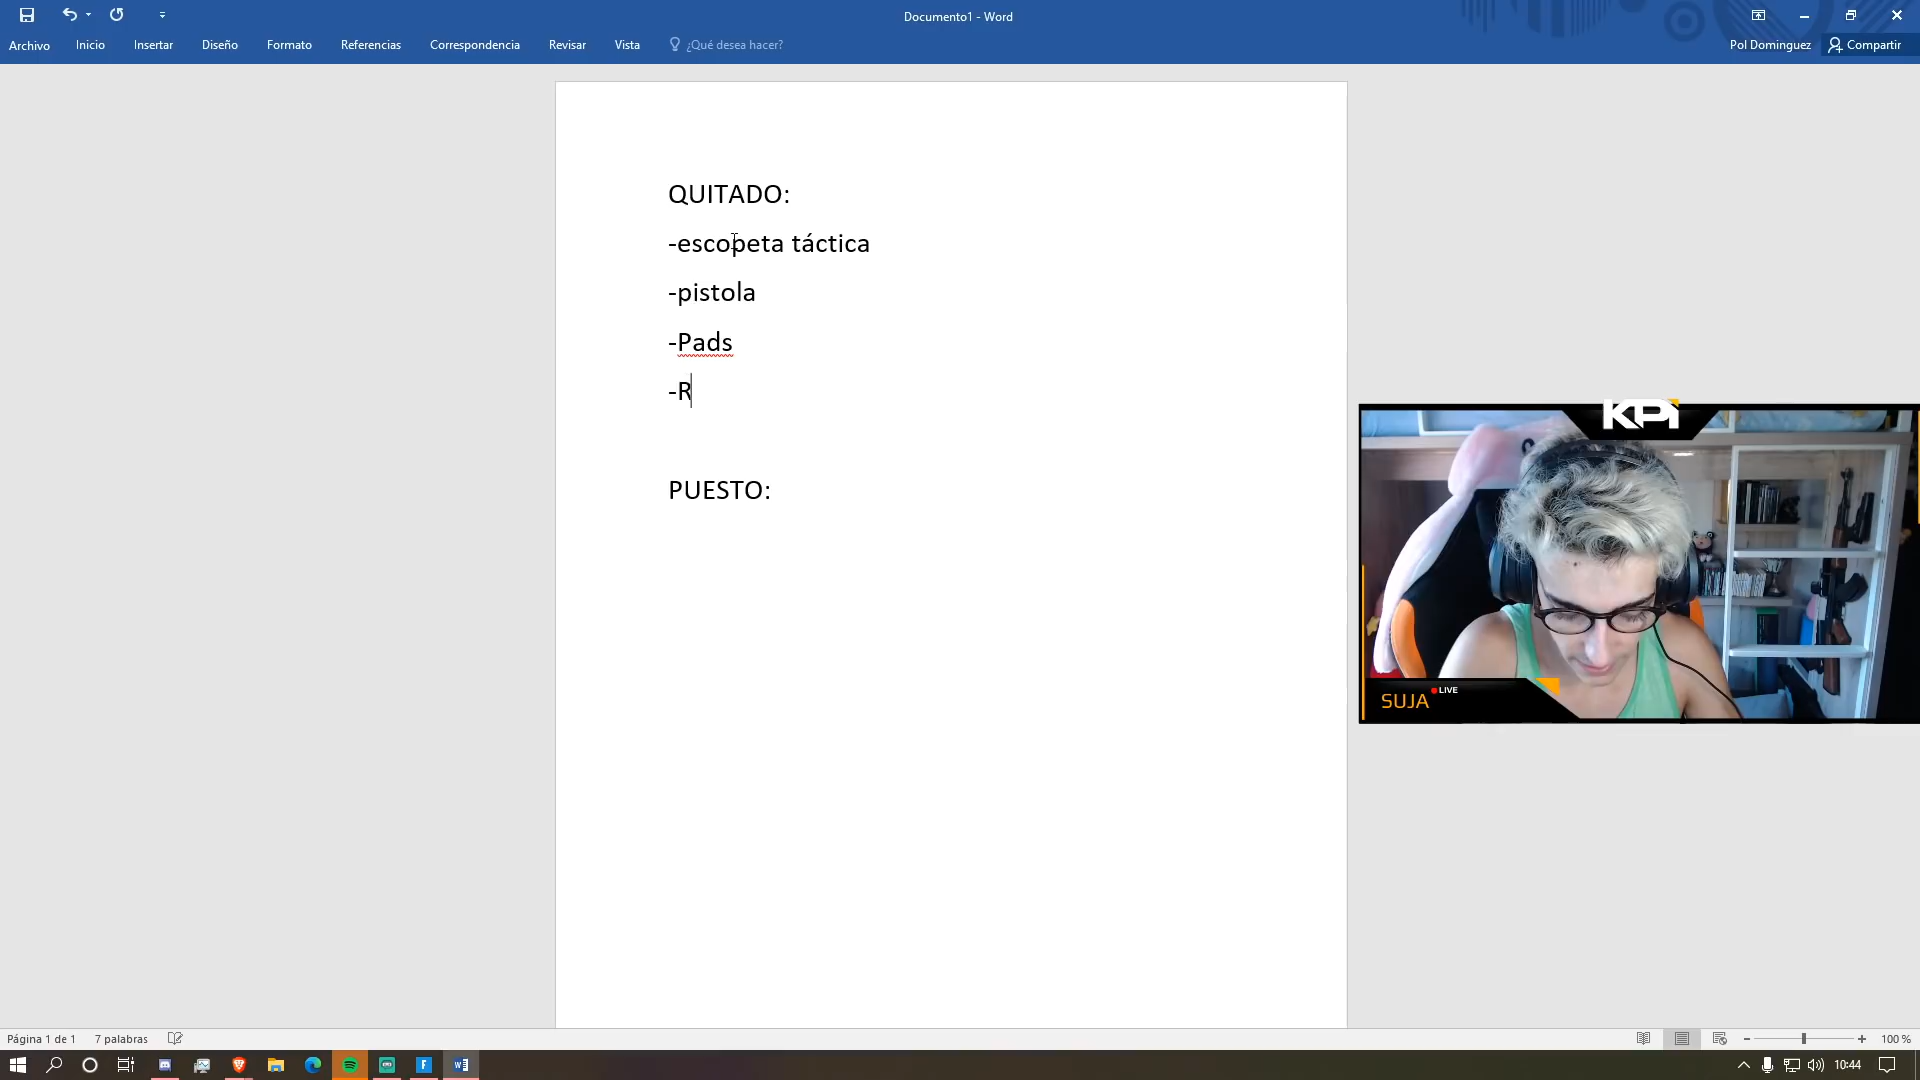 Documento1 - Word
Archivo Inicio Insertar Diseño Formato Referencias Correspondencia Revisar Vista ¿Qué desea hacer? Pol Dominguez Compartir
QUITADO:
-escopeta táctica
-pistola
-Pads
-R
PUESTO:
KPI
SUJA LIVE
Página 1 de 1 7 palabras 100 %
10:44